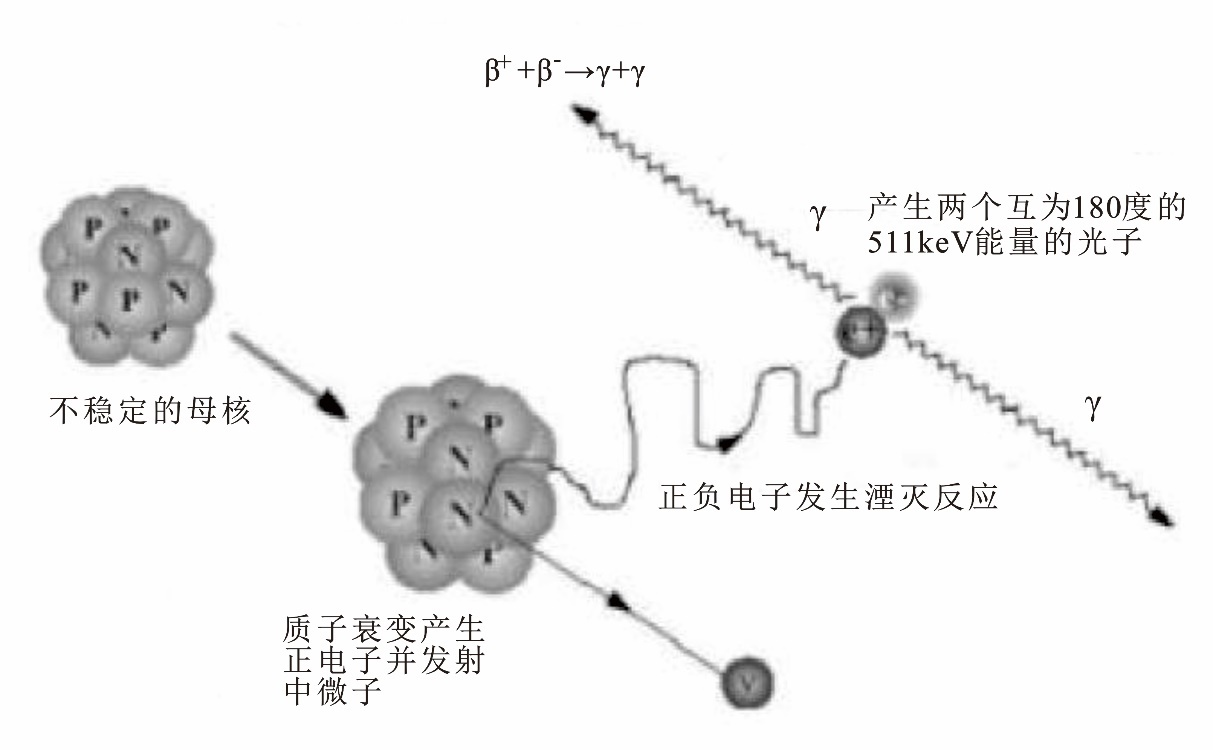 β⁺+β⁻→γ+γ
γ 产生两个互为180度的
511keV能量的光子
P P
N
P P N
N P
不稳定的母核
γ
P P
N
P N N
N P
正负电子发生湮灭反应
质子衰变产生
正电子并发射
中微子
ν